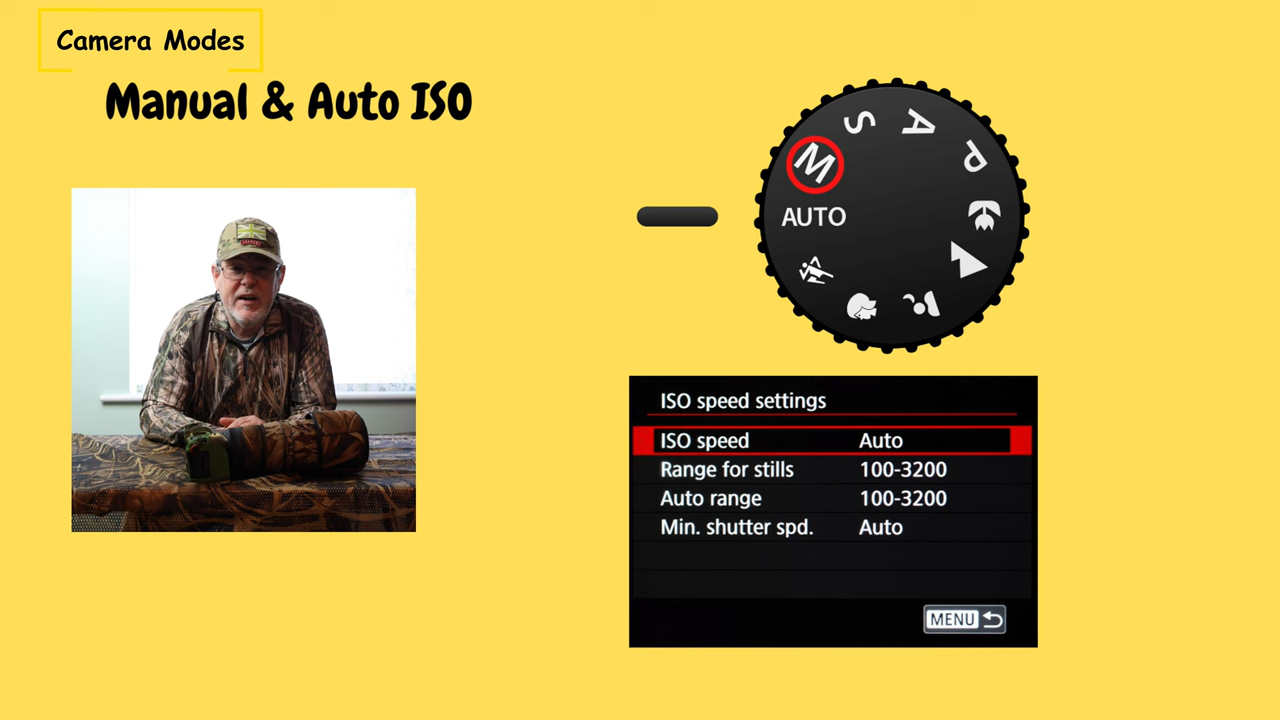 Camera Modes
Manual & Auto ISO
S
A
M
P
AUTO
ISO speed settings
ISO speed Auto
Range for stills 100-3200
Auto range 100-3200
Min. shutter spd. Auto
MENU